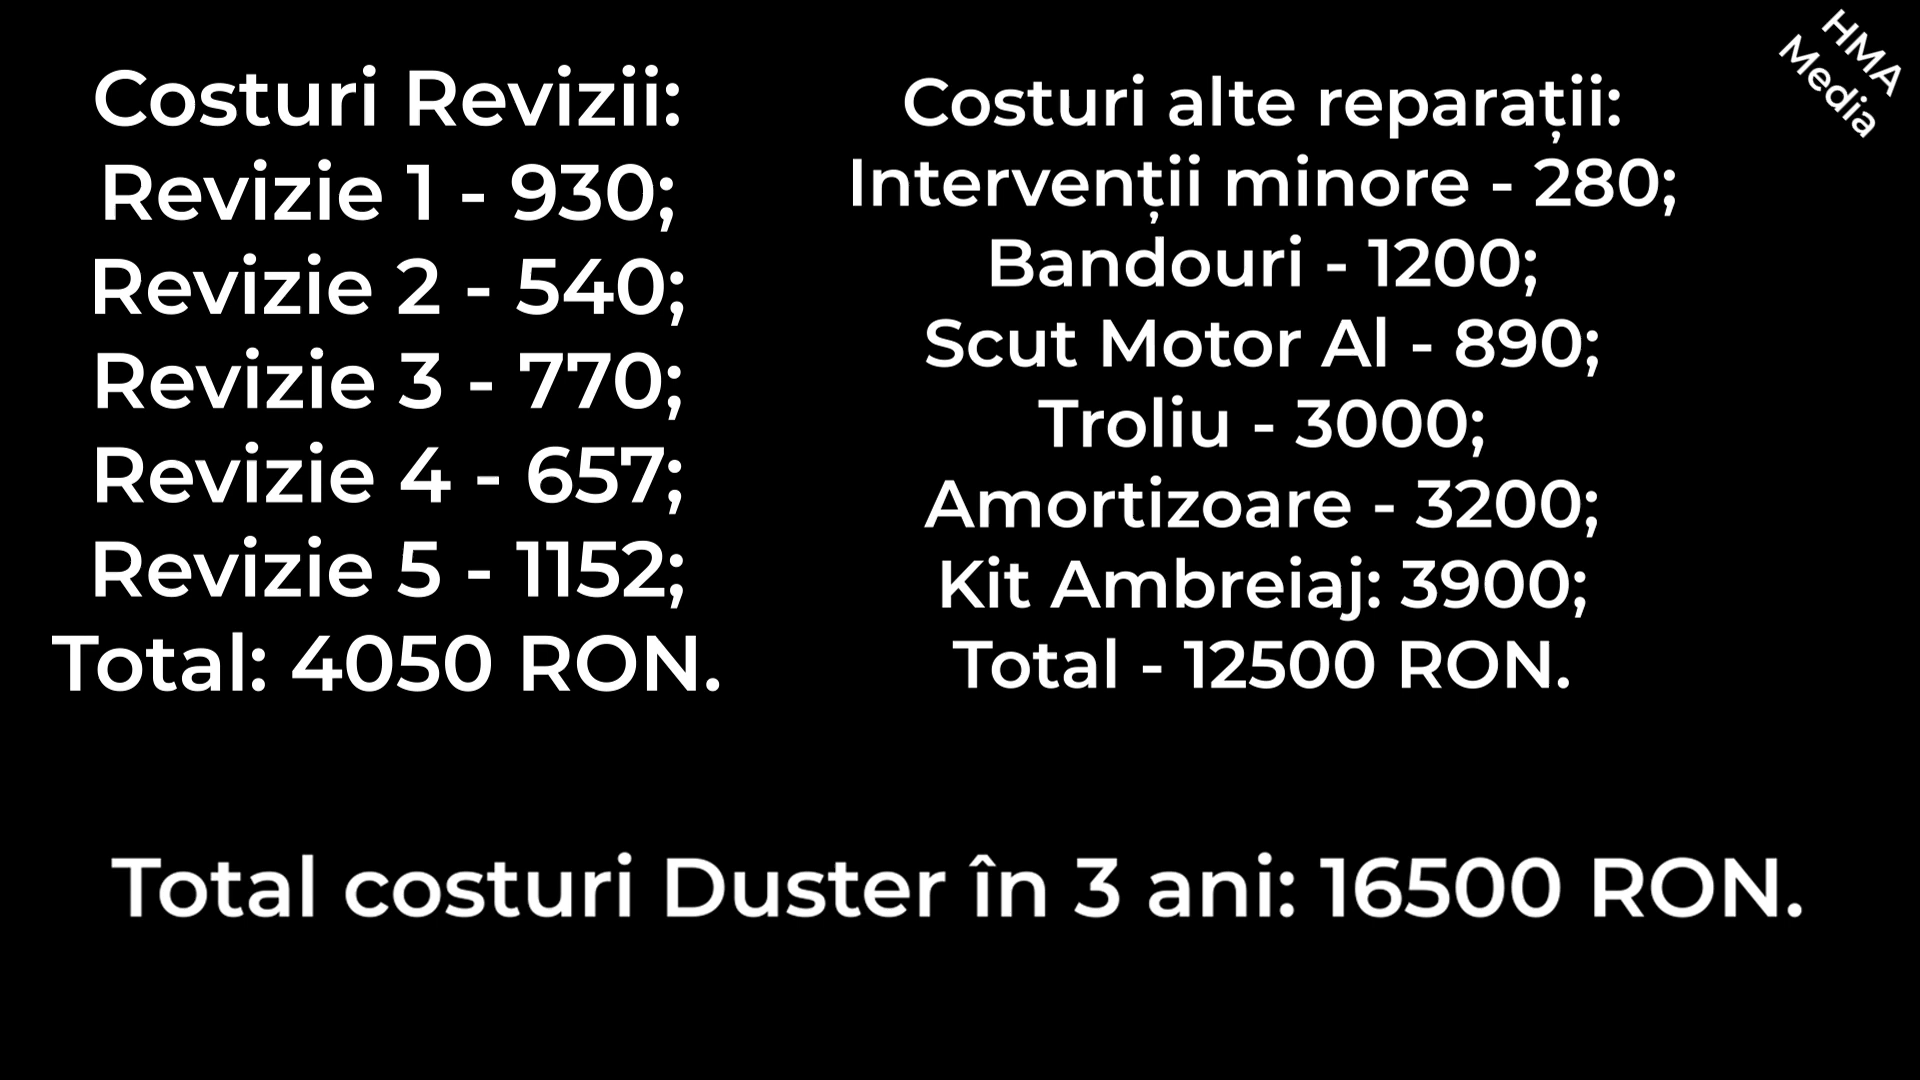 Costuri Revizii:
Revizie 1 - 930;
Revizie 2 - 540;
Revizie 3 - 770;
Revizie 4 - 657;
Revizie 5 - 1152;
Total: 4050 RON.
Costuri alte reparații:
Intervenții minore - 280;
Bandouri - 1200;
Scut Motor Al - 890;
Troliu - 3000;
Amortizoare - 3200;
Kit Ambreiaj: 3900;
Total - 12500 RON.
HMA
Media
Total costuri Duster în 3 ani: 16500 RON.